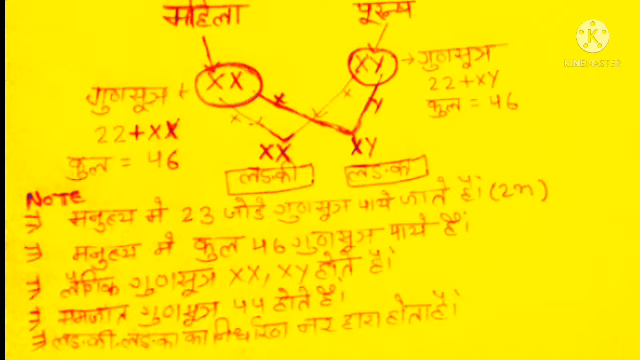 महिला
पुरुष
XX
XY
गुणसूत्र
22+XX
कुल = 46
गुणसूत्र
22+XY
कुल = 46
X
X
X
X
Y
XX
XY
लड़की
लड़का
KINEMASTER
NOTE
⇒ मनुष्य में 23 जोड़े गुणसूत्र पाये जाते हैं। (2n)
⇒ मनुष्य में कुल 46 गुणसूत्र पाये हैं।
⇒ लैंगिक गुणसूत्र XX, XY होते हैं।
⇒ समजात गुणसूत्र 44 होते हैं।
⇒ लड़की-लड़का का निर्धारण नर द्वारा होता है।